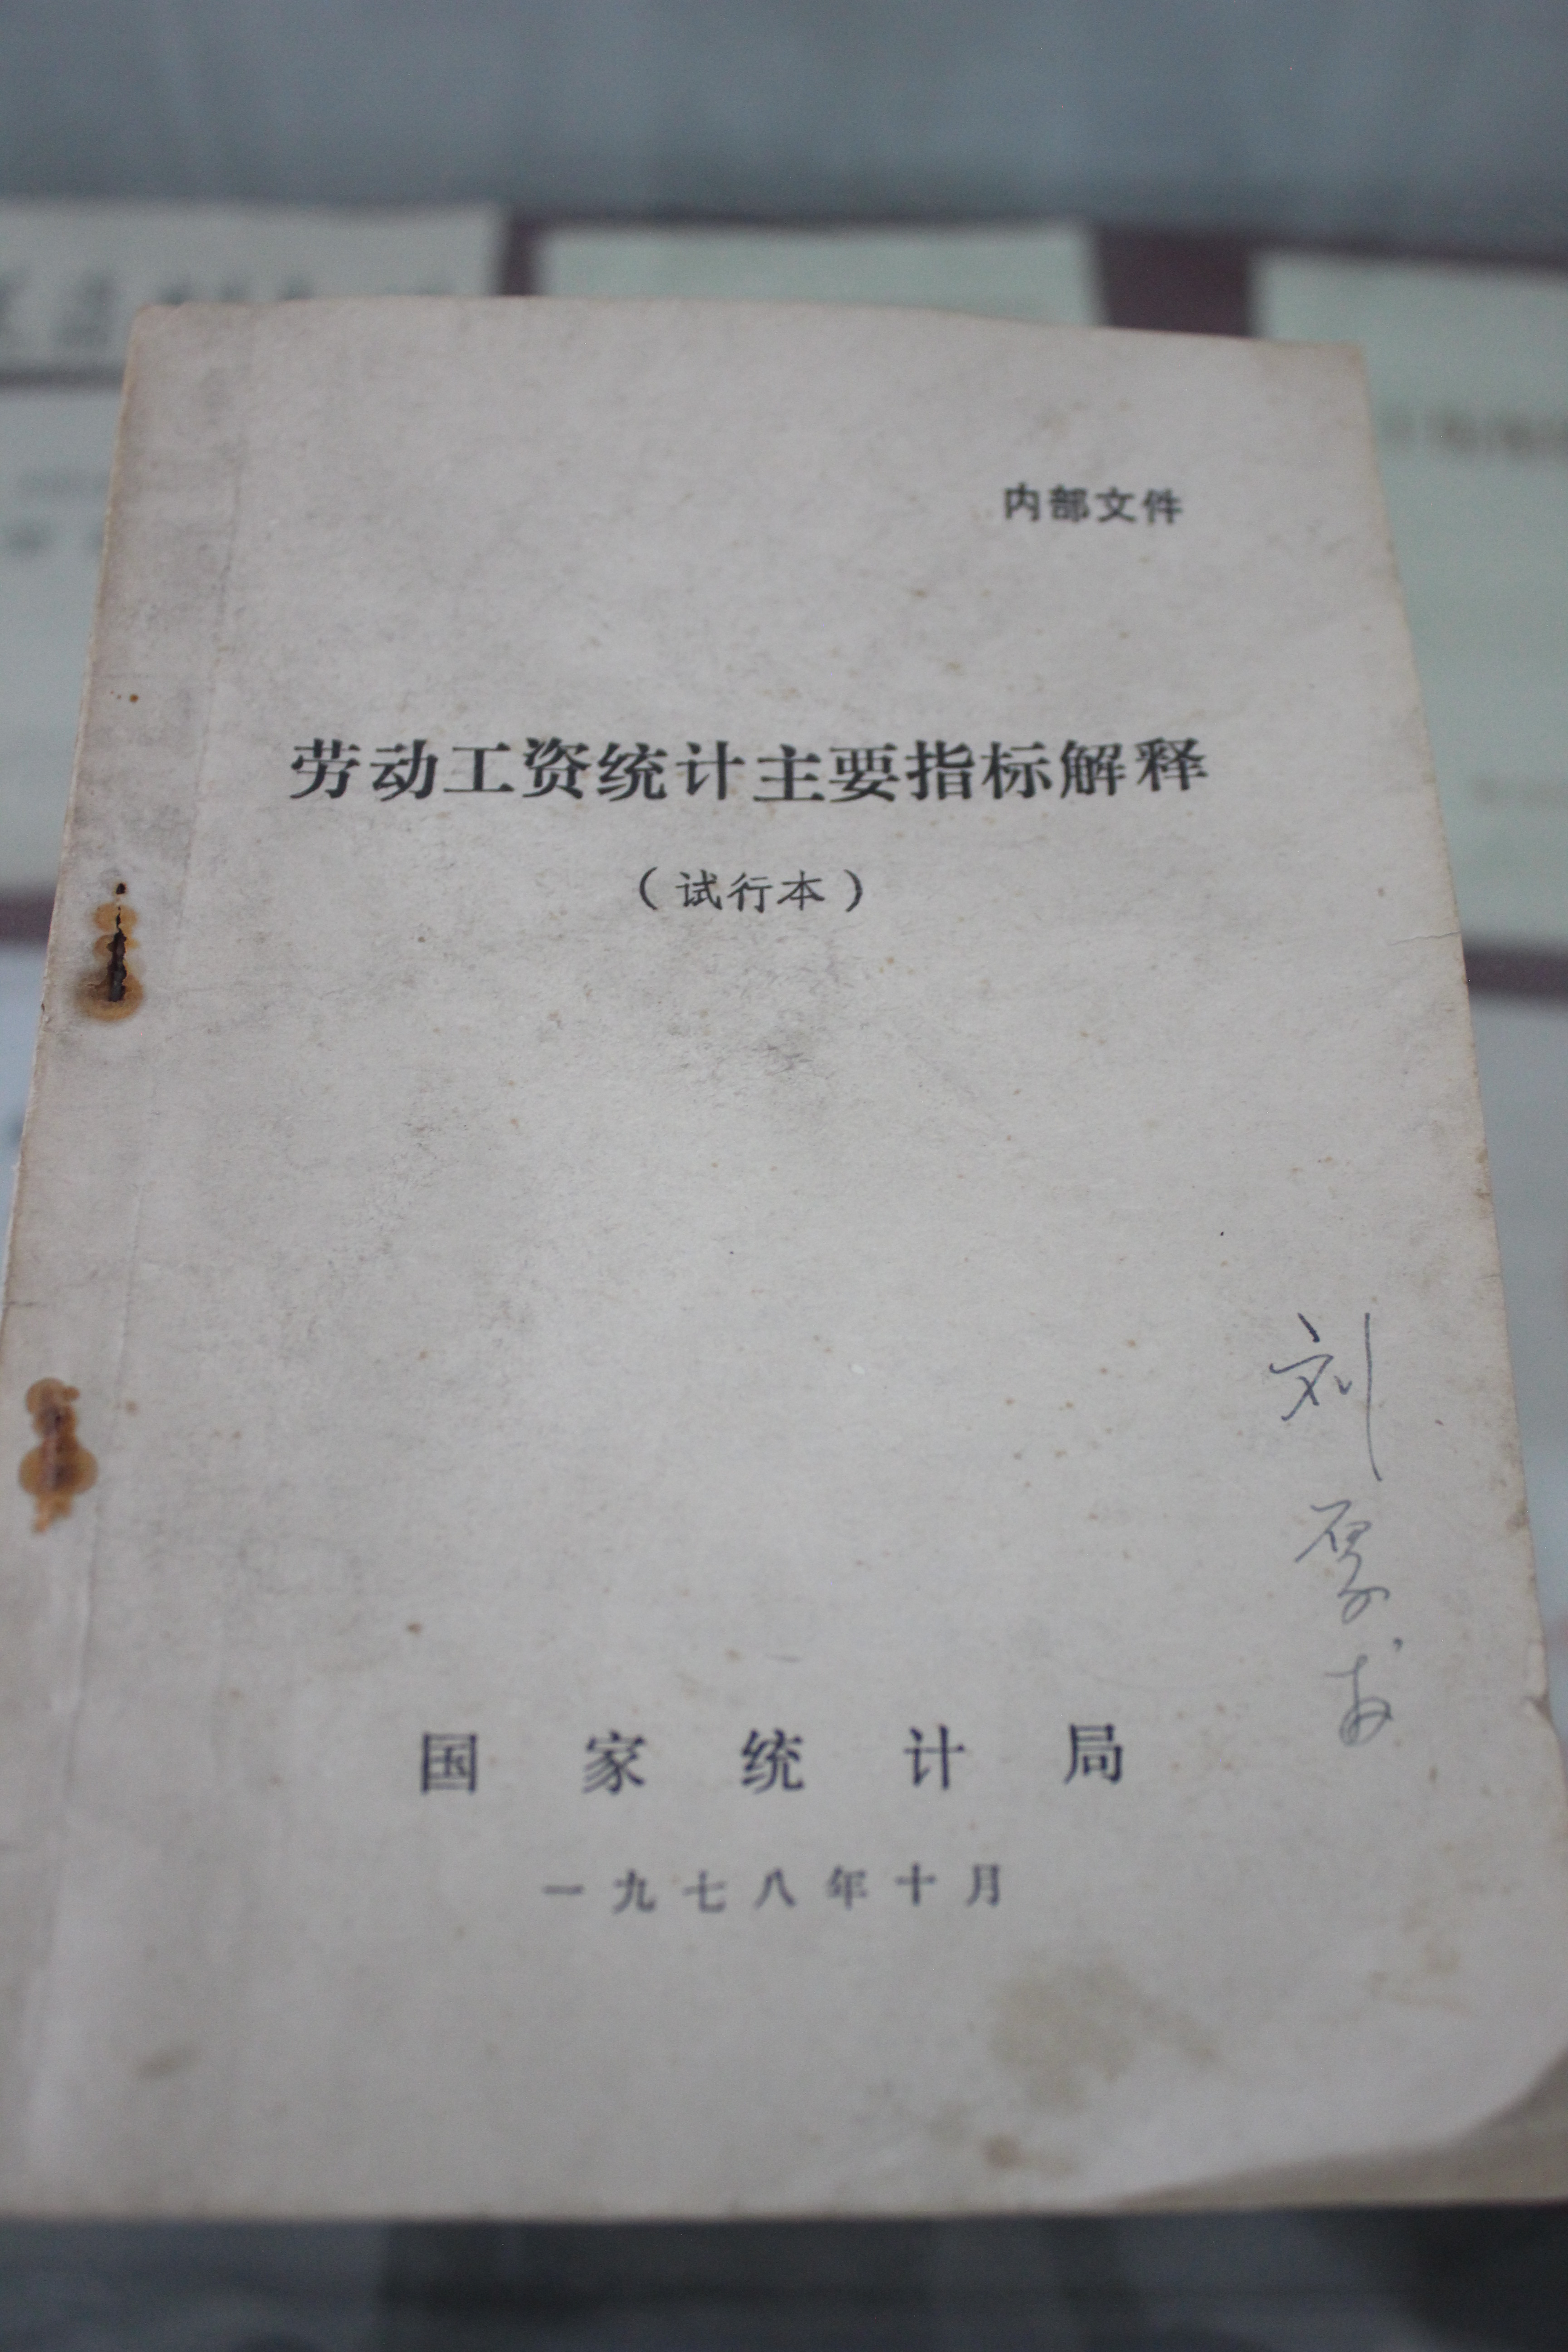 内部文件
劳动工资统计主要指标解释
(试行本)
刘厚
国家统计局
一九七八年十月